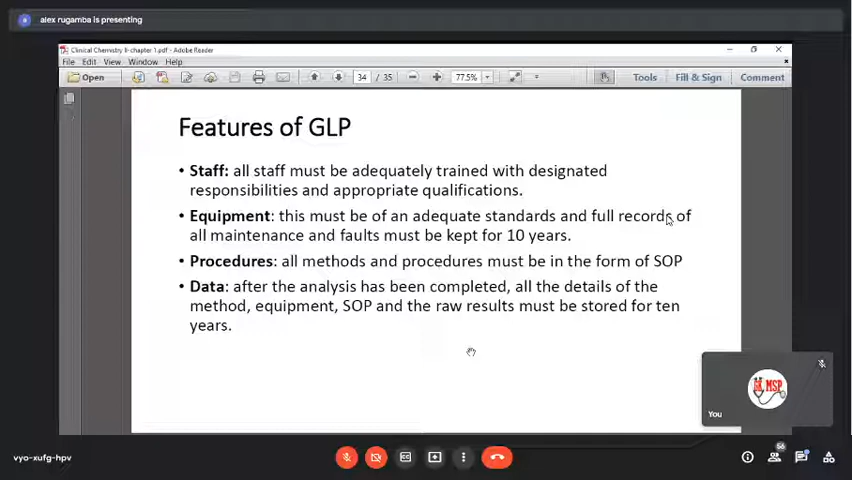 alex rugamba is presenting
Clinical Chemistry II-chapter 1.pdf - Adobe Reader
File Edit View Window Help
Open 34 / 35 77.5% Tools Fill & Sign Comment
Features of GLP
• Staff: all staff must be adequately trained with designated
responsibilities and appropriate qualifications.
• Equipment: this must be of an adequate standards and full records of
all maintenance and faults must be kept for 10 years.
• Procedures: all methods and procedures must be in the form of SOP
• Data: after the analysis has been completed, all the details of the
method, equipment, SOP and the raw results must be stored for ten
years.
MSP
You
vyo-xufg-hpv
56